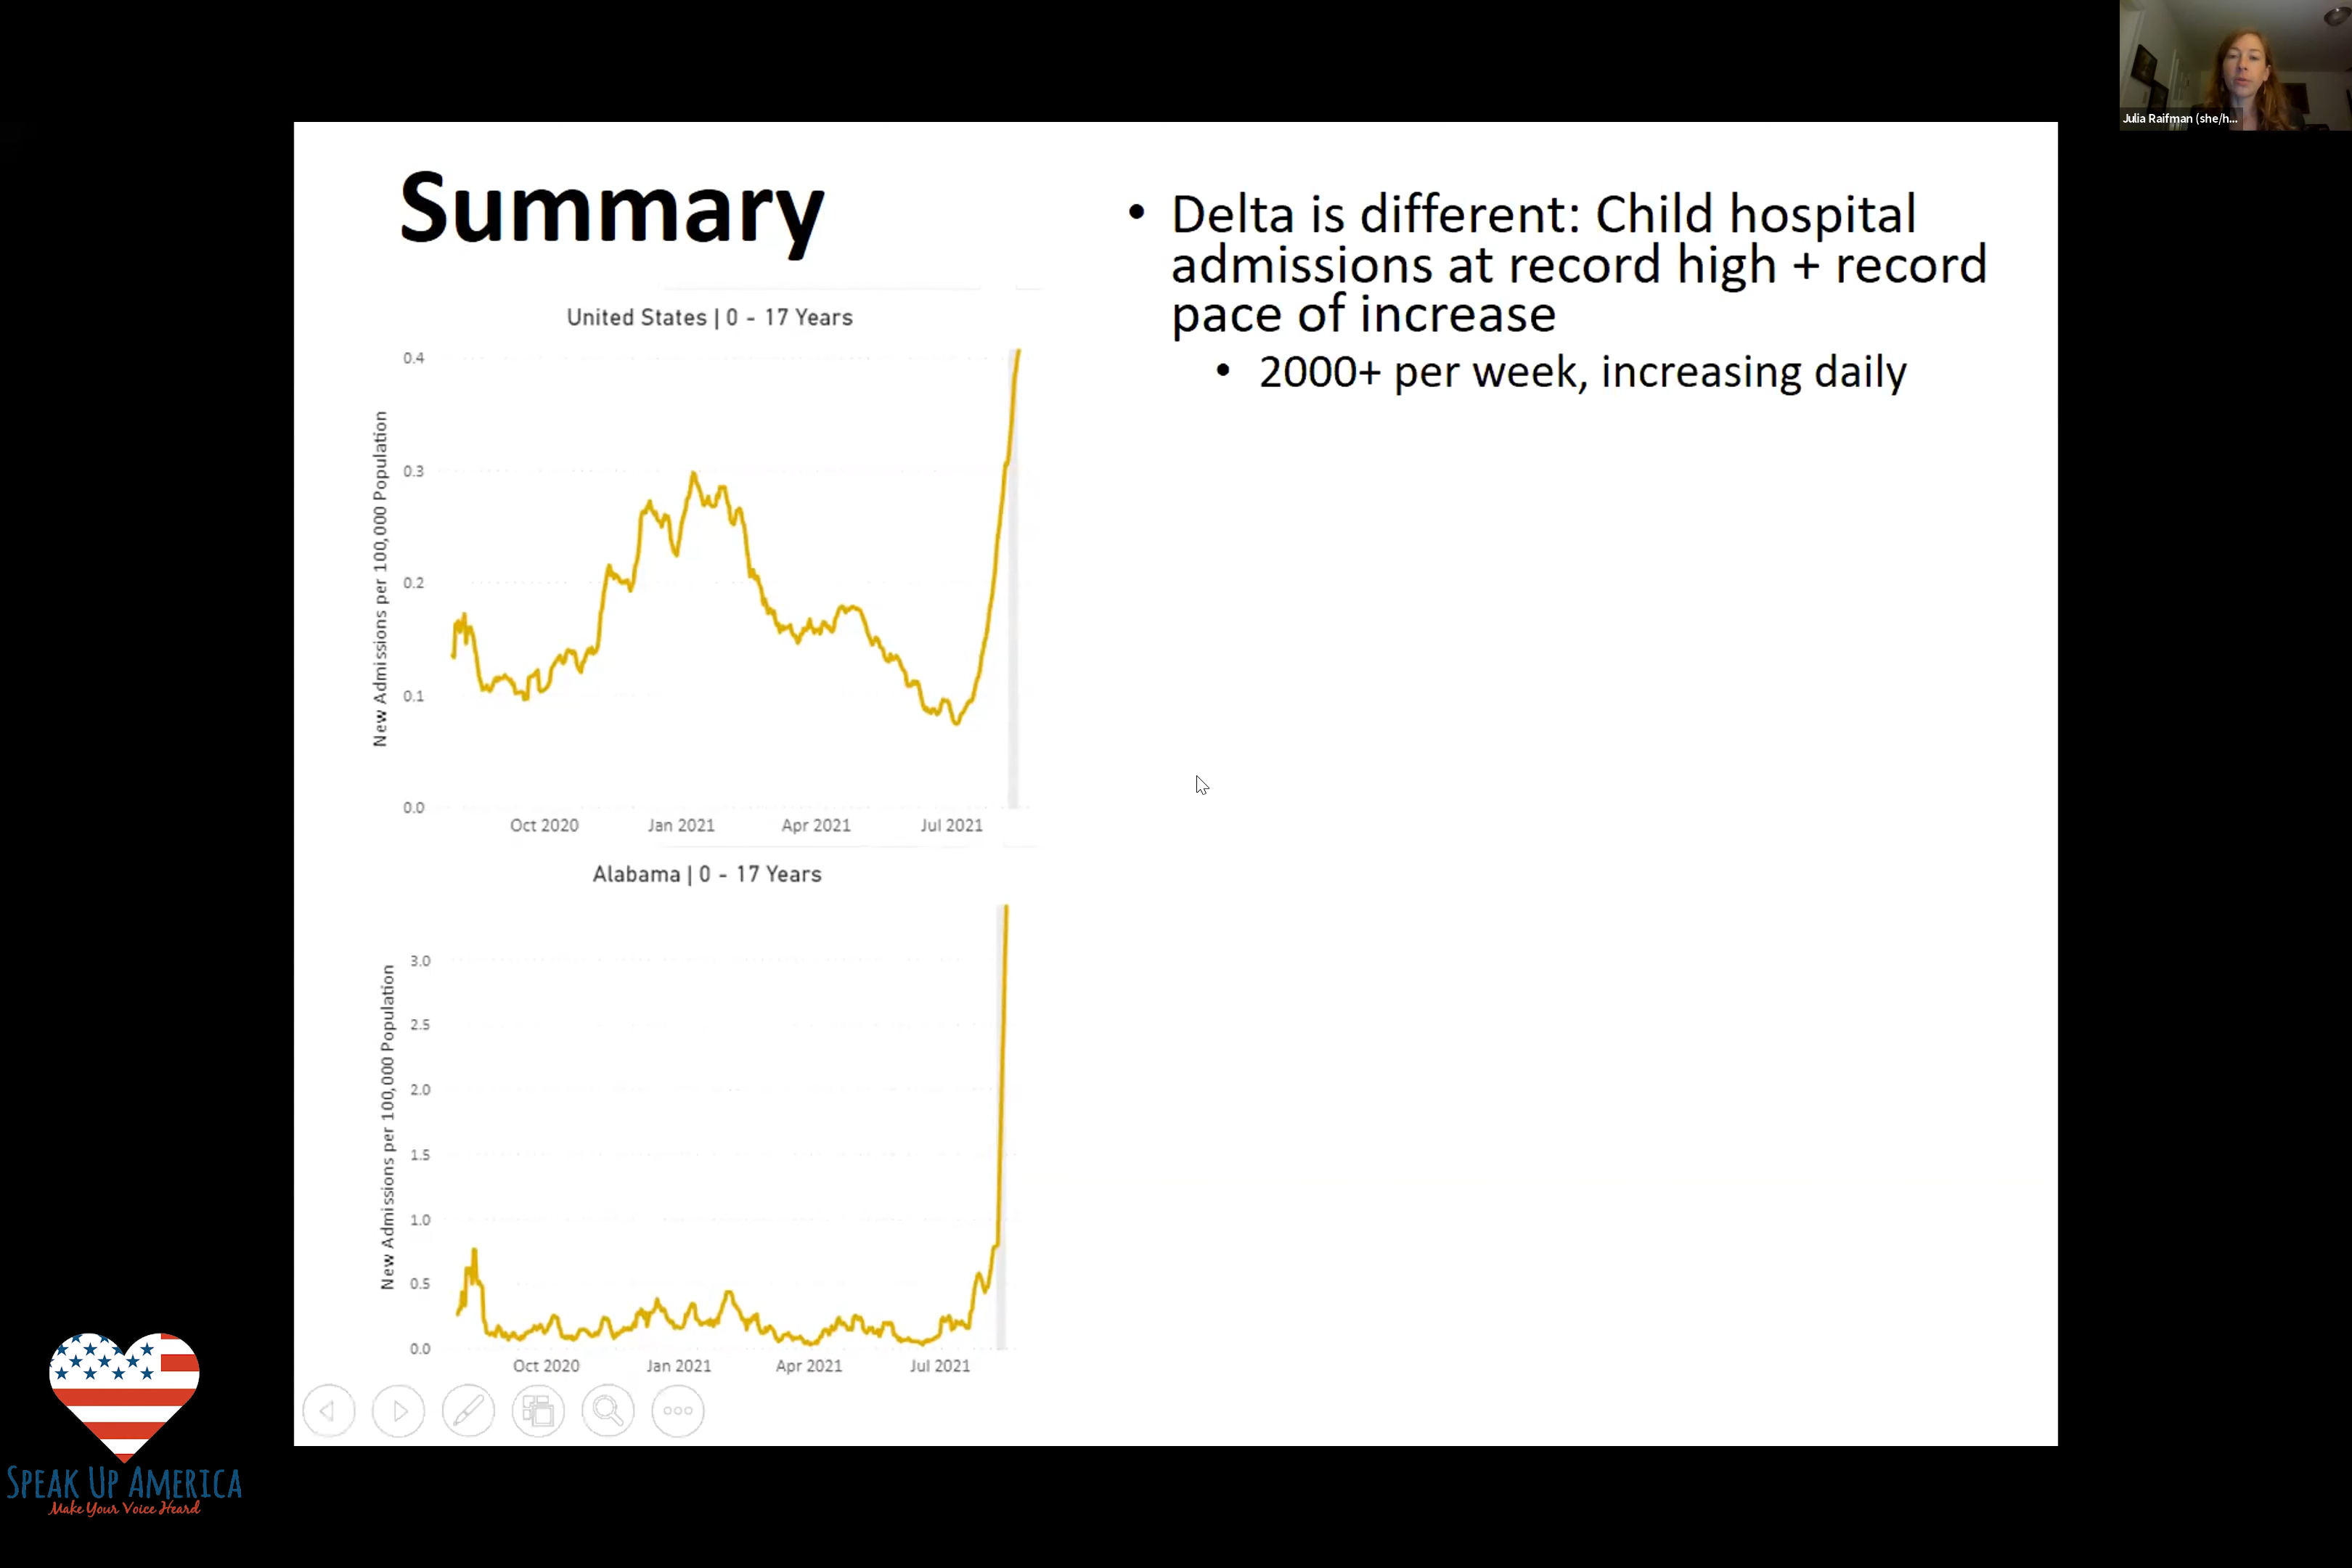 Julia Raifman (she/h...
Summary
United States | 0 - 17 Years
New Admissions per 100,000 Population
0.4
0.3
0.2
0.1
0.0
Oct 2020 Jan 2021 Apr 2021 Jul 2021
Alabama | 0 - 17 Years
New Admissions per 100,000 Population
3.0
2.5
2.0
1.5
1.0
0.5
0.0
Oct 2020 Jan 2021 Apr 2021 Jul 2021
• Delta is different: Child hospital
admissions at record high + record
pace of increase
• 2000+ per week, increasing daily
SPEAK UP AMERICA
Make Your Voice Heard